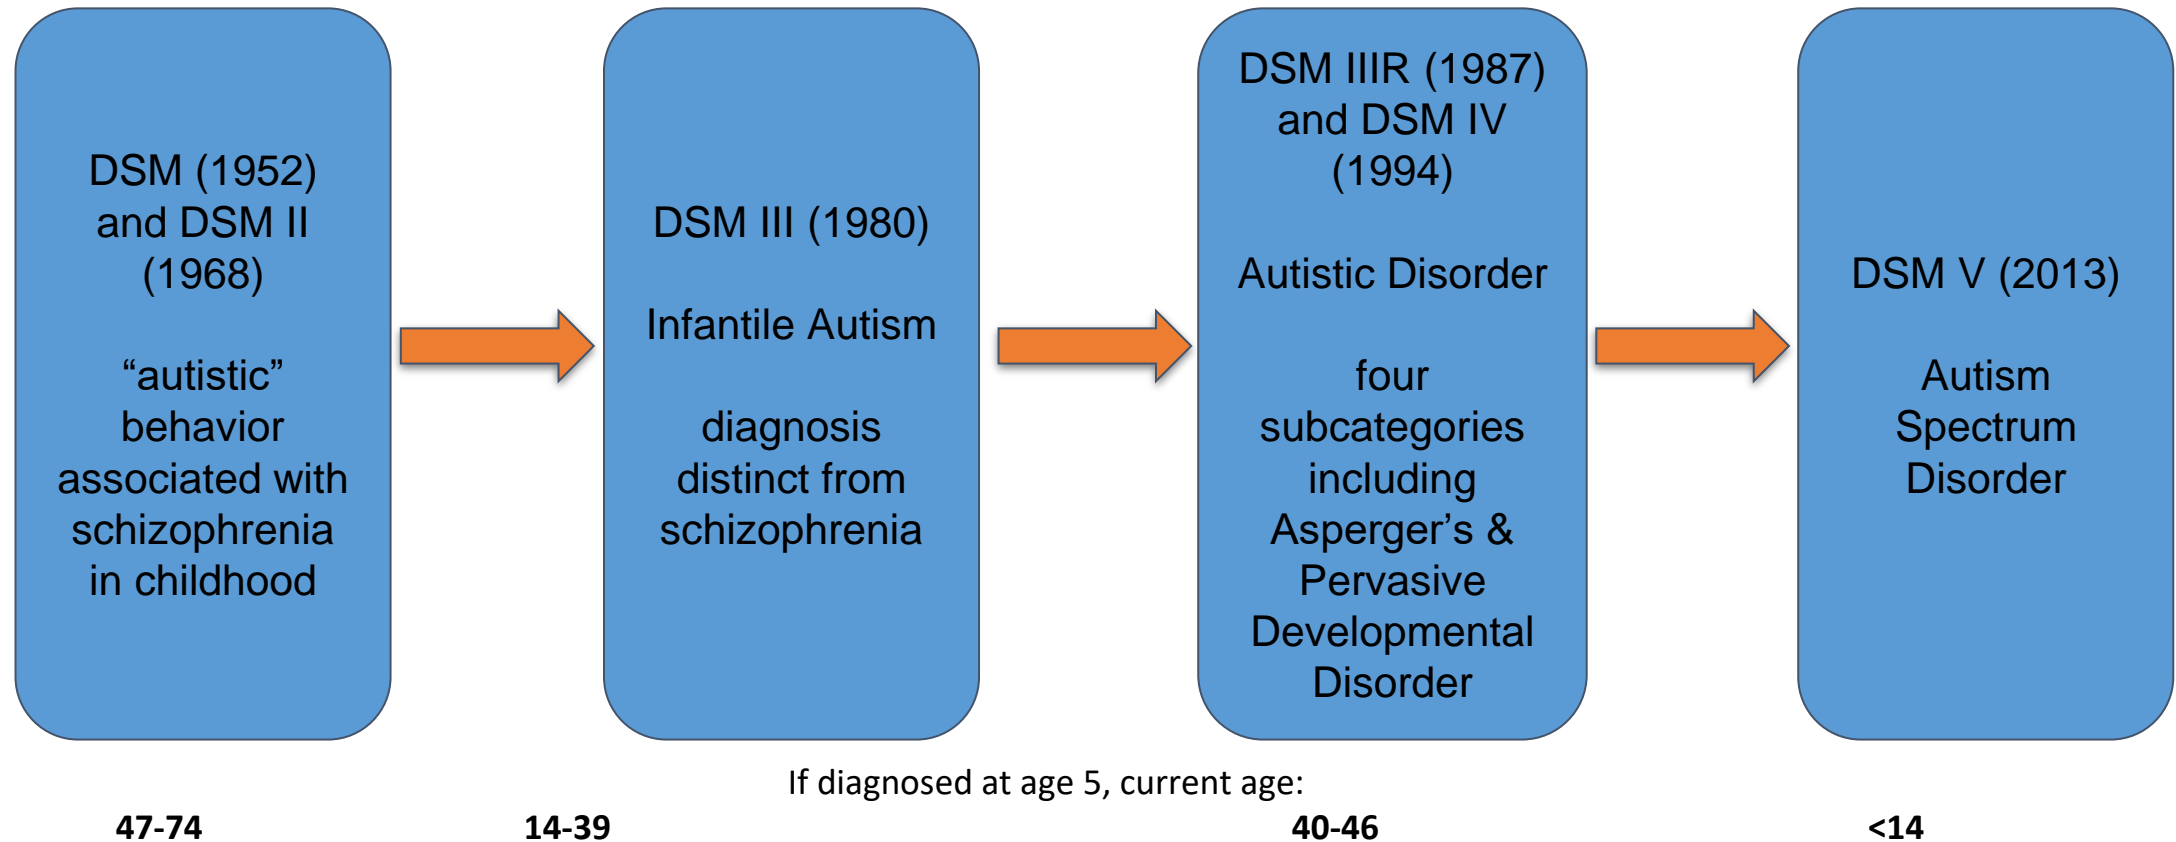 DSM (1952)
and DSM II
(1968)
“autistic”
behavior
associated with
schizophrenia
in childhood
DSM III (1980)
Infantile Autism
diagnosis
distinct from
schizophrenia
DSM IIIR (1987)
and DSM IV
(1994)
Autistic Disorder
four
subcategories
including
Asperger’s &
Pervasive
Developmental
Disorder
DSM V (2013)
Autism
Spectrum
Disorder
If diagnosed at age 5, current age:
47-74 14-39 40-46 <14